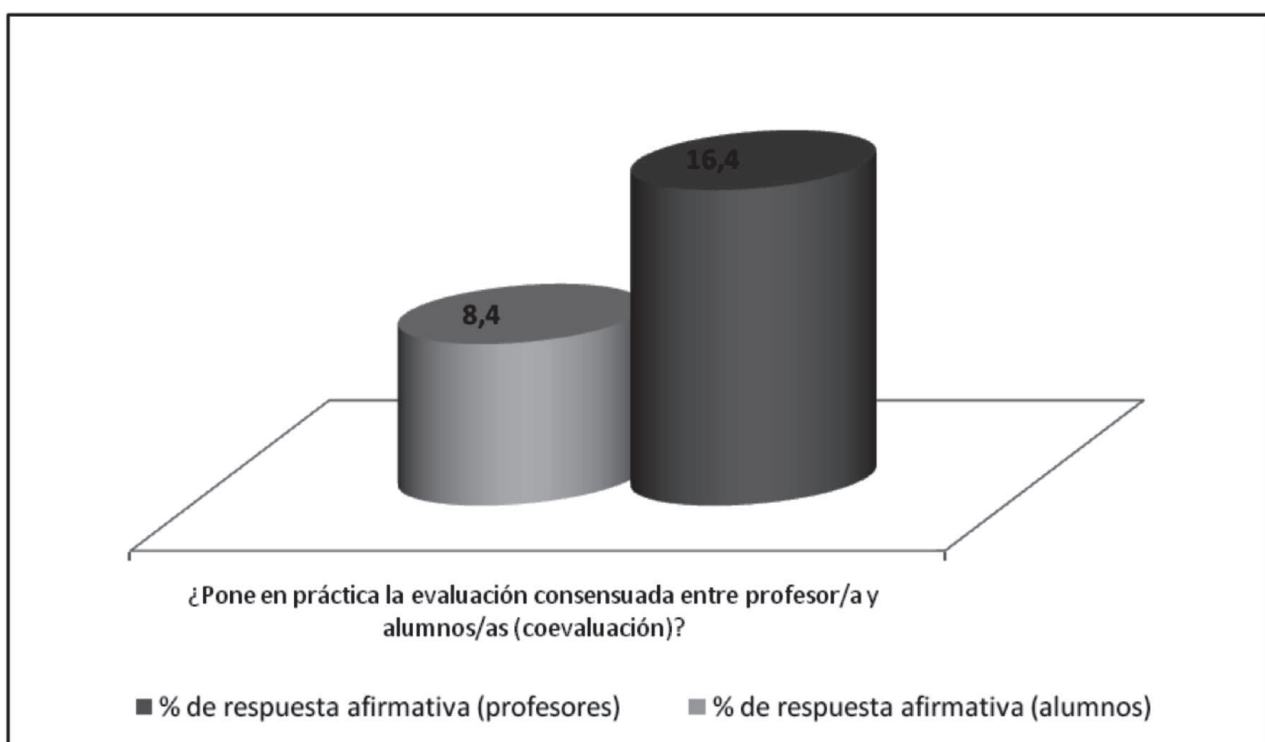 16,4
8,4
¿Pone en práctica la evaluación consensuada entre profesor/a y
alumnos/as (coevaluación)?
% de respuesta afirmativa (profesores) % de respuesta afirmativa (alumnos)